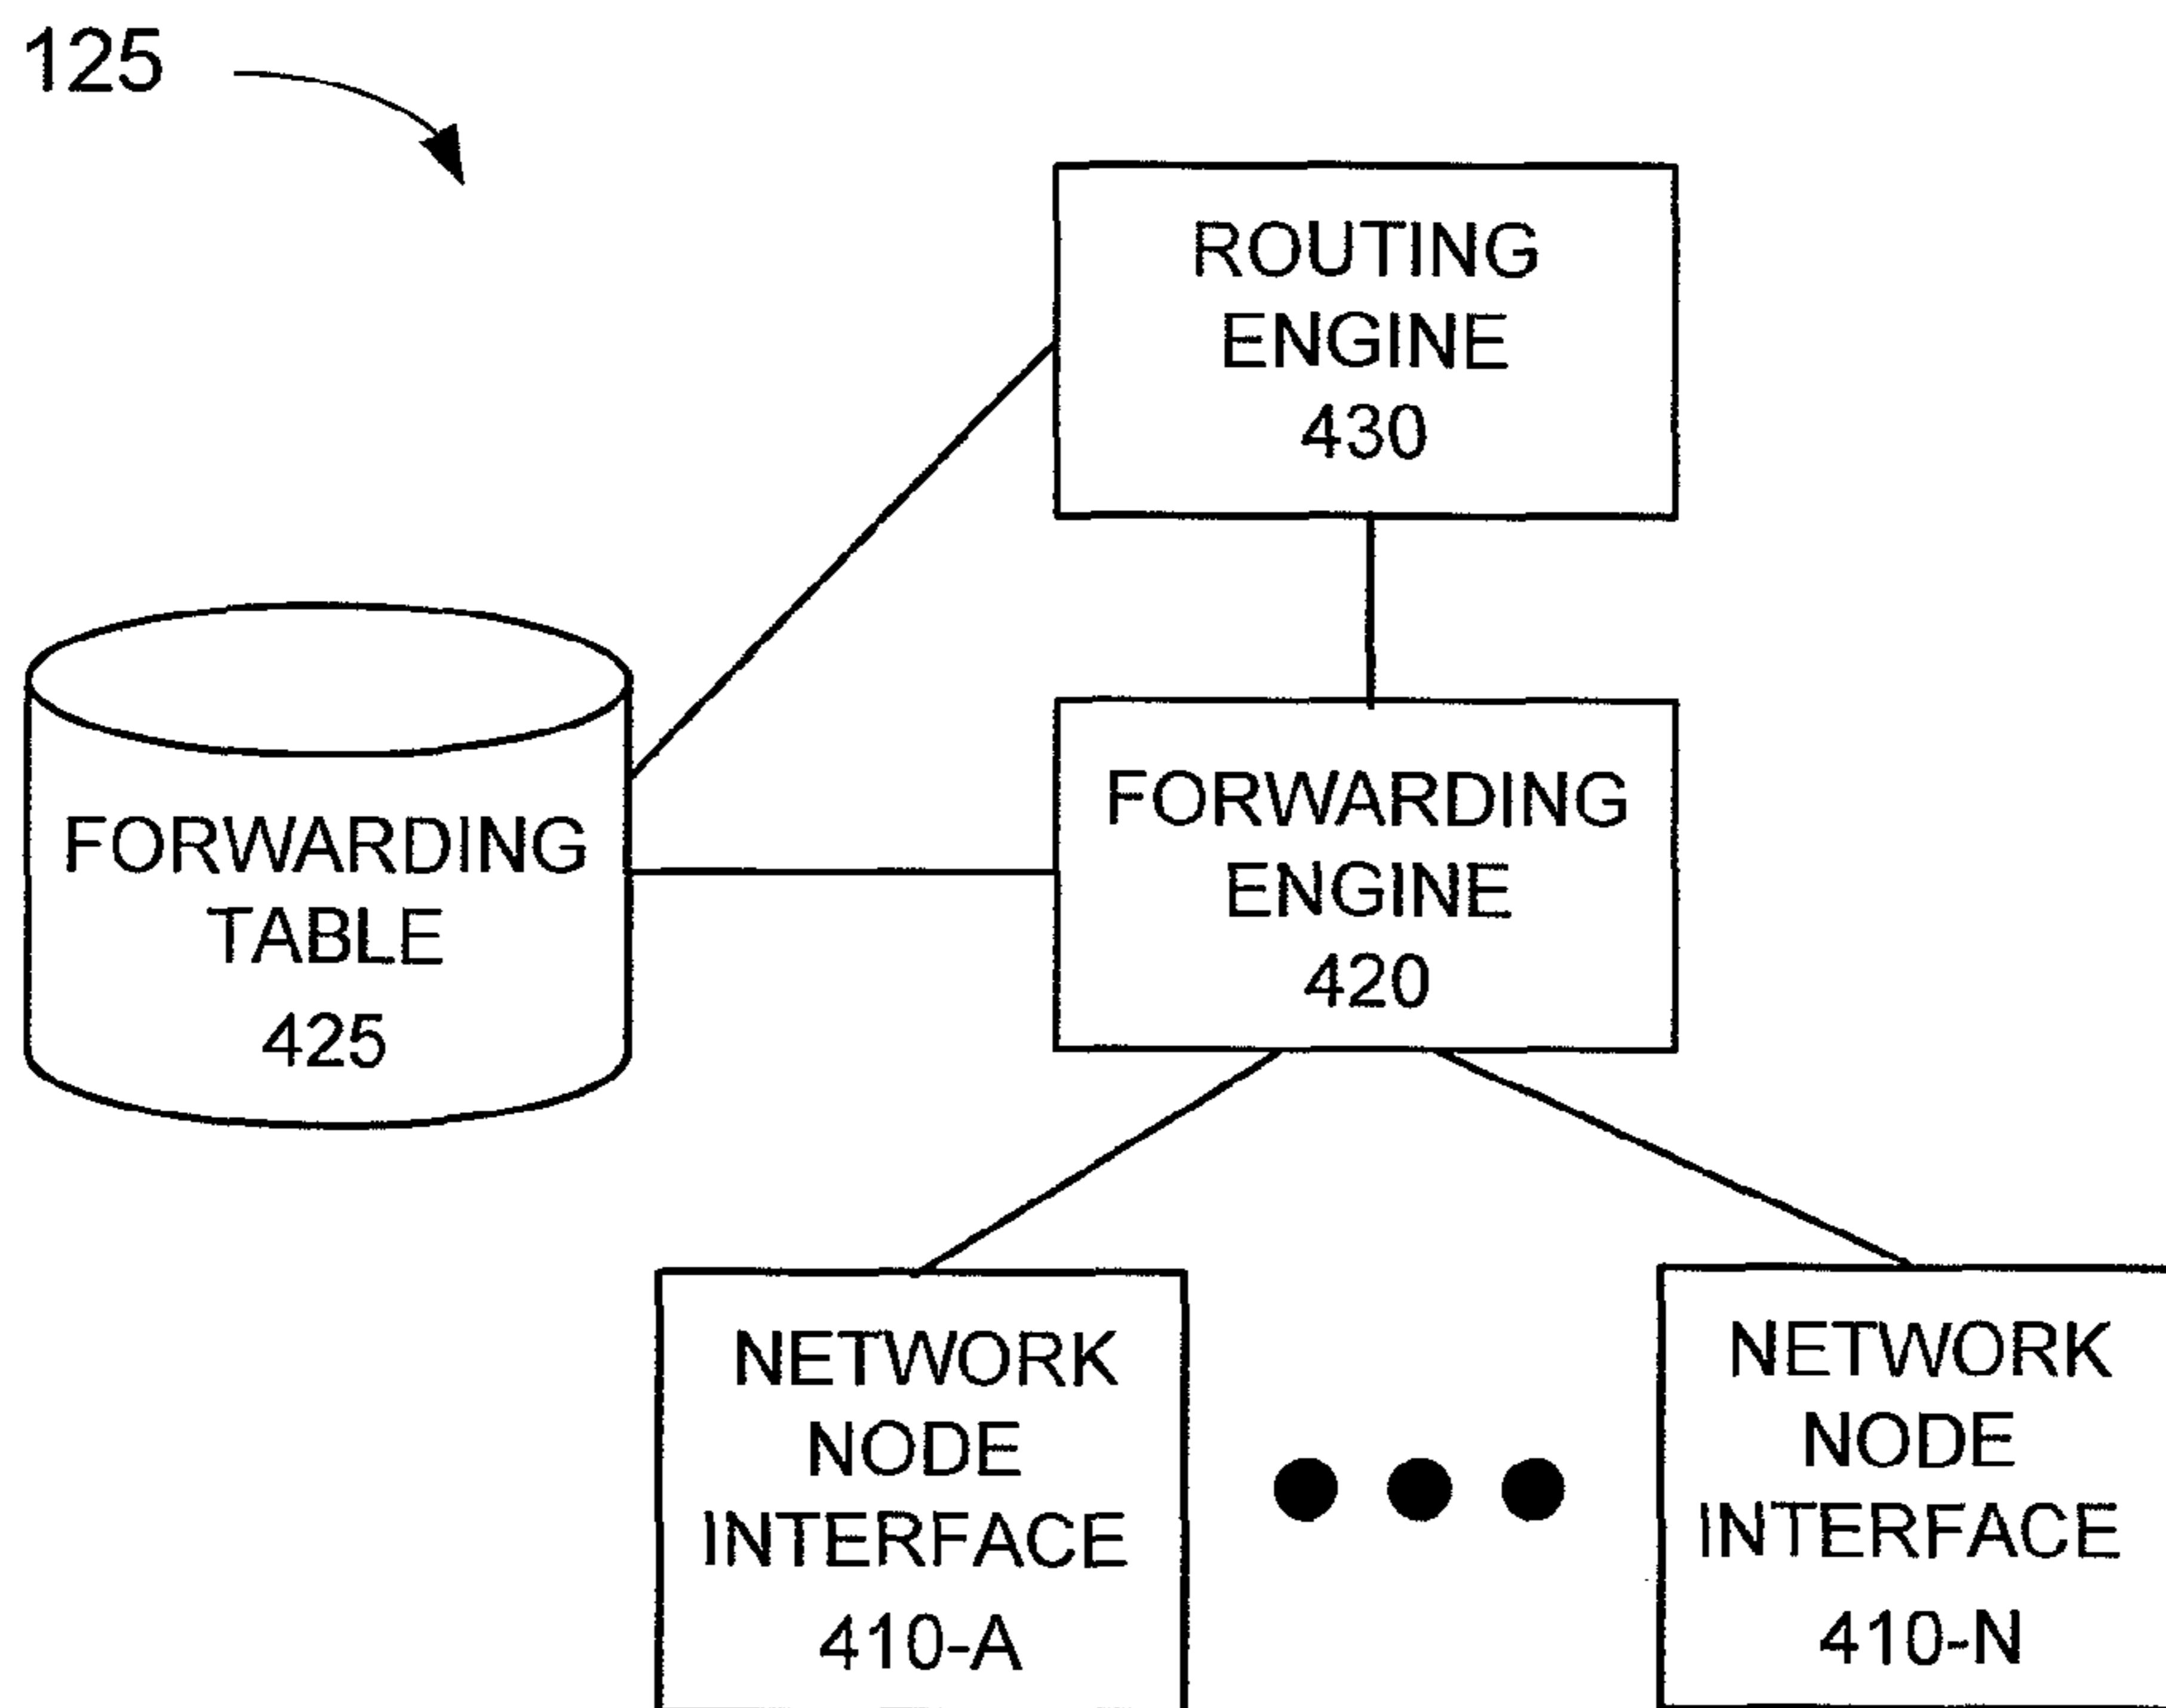 125
ROUTING
ENGINE
430
FORWARDING
TABLE
425
FORWARDING
ENGINE
420
NETWORK
NODE
INTERFACE
410-A
NETWORK
NODE
INTERFACE
410-N